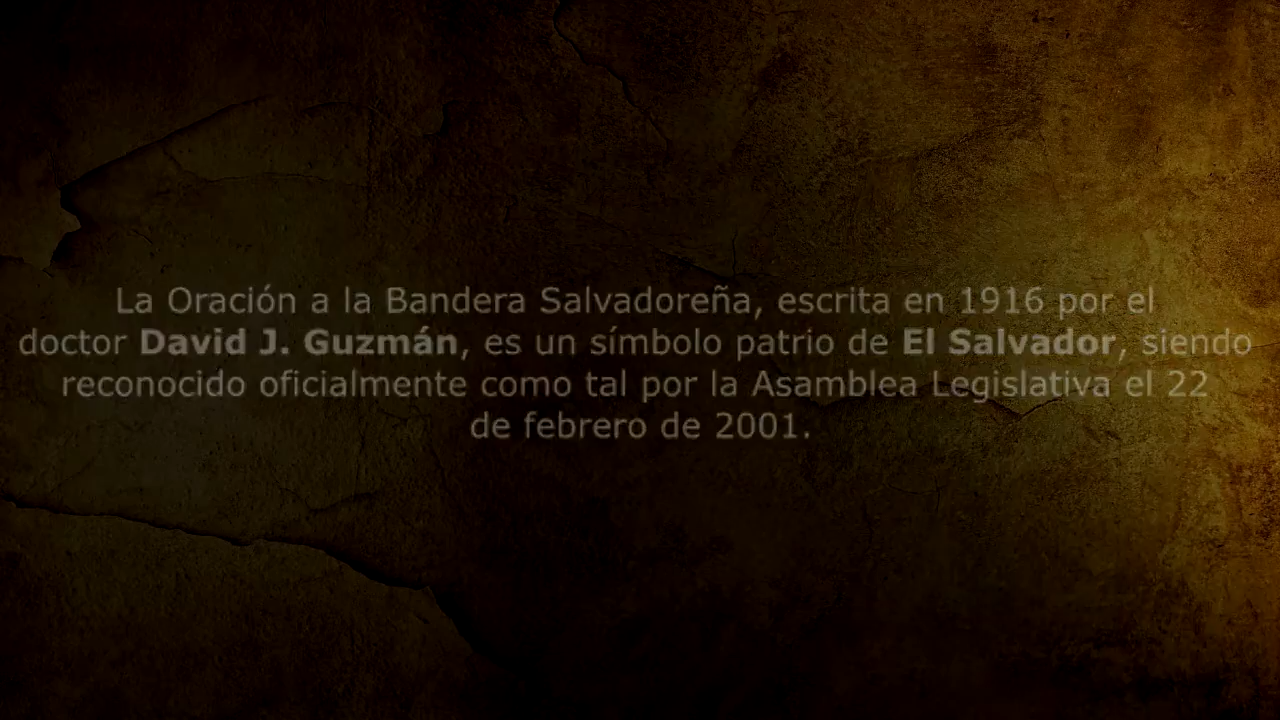 La Oración a la Bandera Salvadoreña, escrita en 1916 por el
doctor David J. Guzmán, es un símbolo patrio de El Salvador, siendo
reconocido oficialmente como tal por la Asamblea Legislativa el 22
de febrero de 2001.